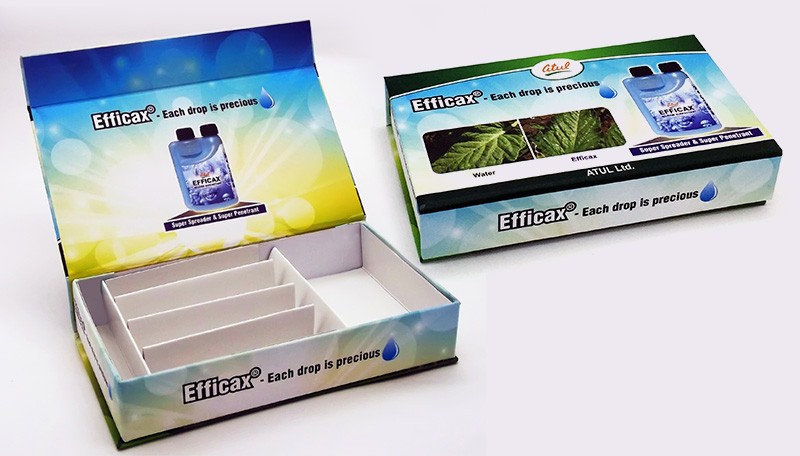 Efficax® - Each drop is precious
EFFICAX
Super Spreader & Super Penetrant
Efficax® - Each drop is precious
atul
Efficax® - Each drop is precious
EFFICAX
Super Spreader & Super Penetrant
Water
Efficax
ATUL Ltd.
Efficax® - Each drop is precious